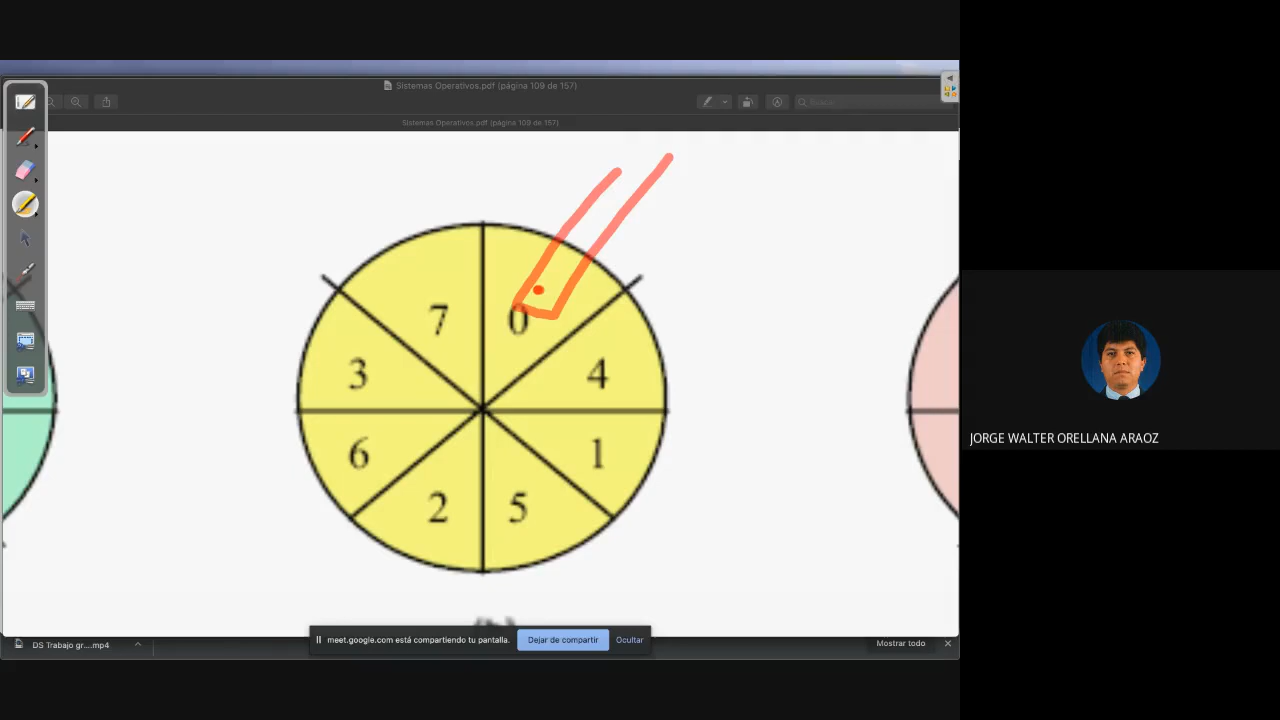 Sistemas Operativos.pdf (página 109 de 157)
Buscar
Sistemas Operativos.pdf (página 109 de 157)
7 0
3 4
6 1
2 5
meet.google.com está compartiendo tu pantalla. Dejar de compartir Ocultar
DS Trabajo gr....mp4
Mostrar todo
JORGE WALTER ORELLANA ARAOZ